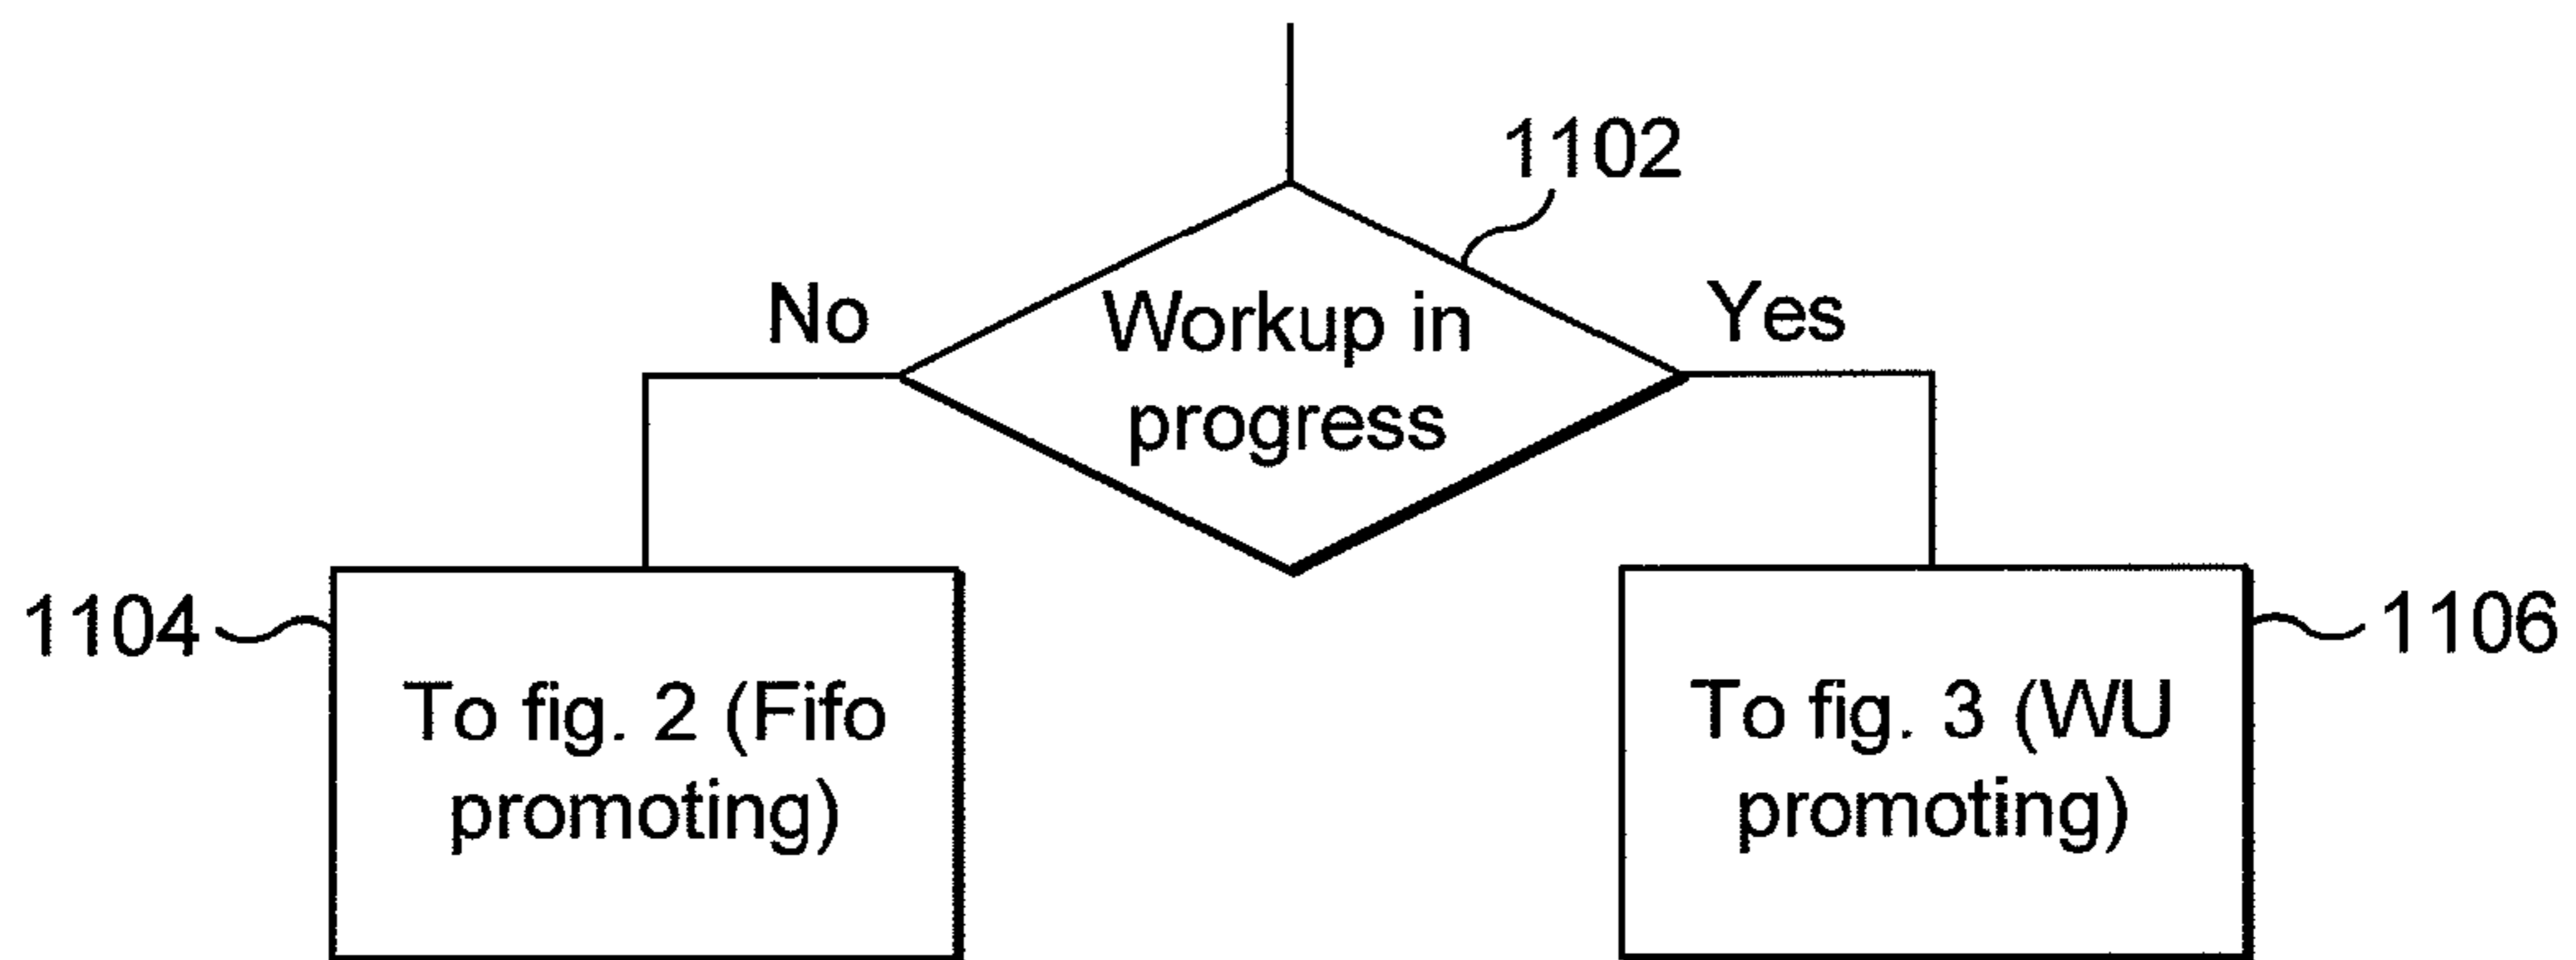 1102
No
Workup in
progress
Yes
1104
To fig. 2 (Fifo
promoting)
To fig. 3 (WU
promoting)
1106